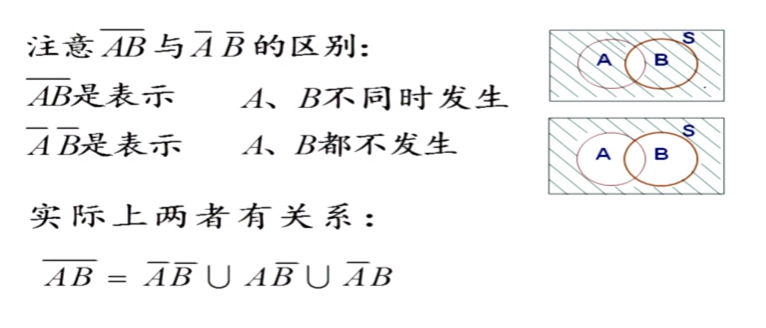 注意 $\overline{AB}$ 与 $\overline{A}\,\overline{B}$ 的区别:
$\overline{AB}$是表示 A、B不同时发生
$\overline{A}\,\overline{B}$是表示 A、B都不发生
实际上两者有关系:
$\overline{AB} = \overline{A}\overline{B} \cup A\overline{B} \cup \overline{A}B$
A B S
A B S